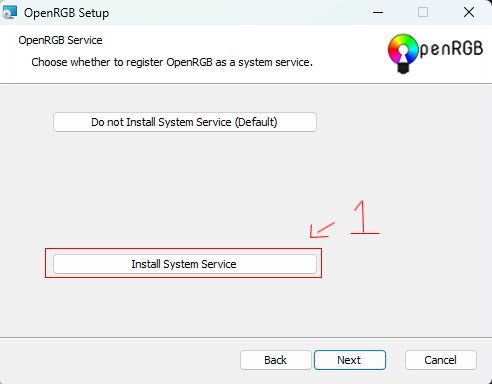 OpenRGB Setup
OpenRGB Service
Choose whether to register OpenRGB as a system service.
penRGB
Do not Install System Service (Default)
1
Install System Service
Back
Next
Cancel